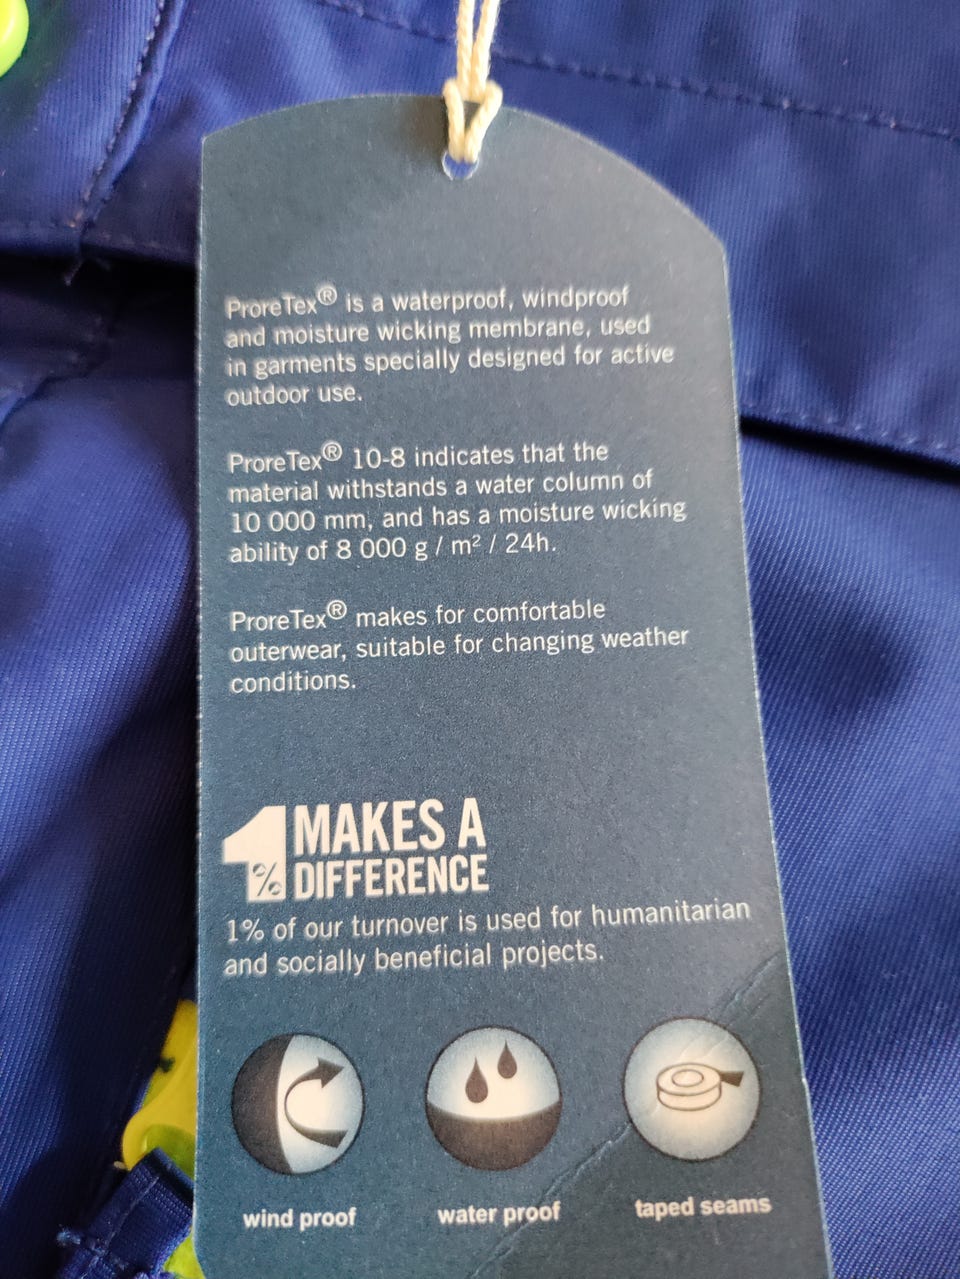 ProreTex® is a waterproof, windproof
and moisture wicking membrane, used
in garments specially designed for active
outdoor use.
ProreTex® 10-8 indicates that the
material withstands a water column of
10 000 mm, and has a moisture wicking
ability of 8 000 g / m² / 24h.
ProreTex® makes for comfortable
outerwear, suitable for changing weather
conditions.
1% MAKES A
DIFFERENCE
1% of our turnover is used for humanitarian
and socially beneficial projects.
wind proof water proof taped seams